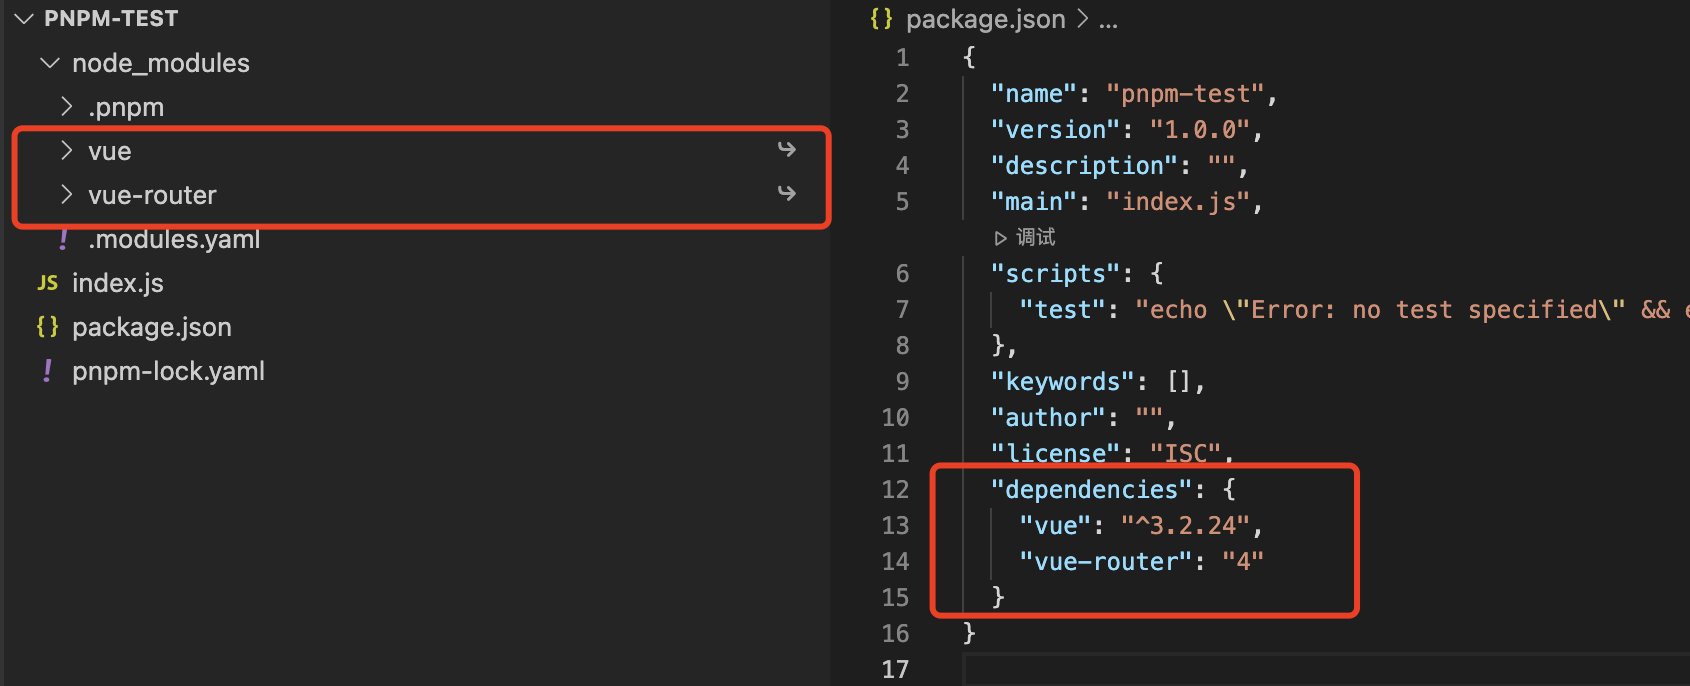 PNPM-TEST
node_modules
.pnpm
vue
vue-router
.modules.yaml
JS index.js
{} package.json
! pnpm-lock.yaml
{} package.json > ...
1 {
2 "name": "pnpm-test",
3 "version": "1.0.0",
4 "description": "",
5 "main": "index.js",
调试
6 "scripts": {
7 "test": "echo \"Error: no test specified\" && e
8 },
9 "keywords": [],
10 "author": "",
11 "license": "ISC",
12 "dependencies": {
13 "vue": "^3.2.24",
14 "vue-router": "4"
15 }
16 }
17